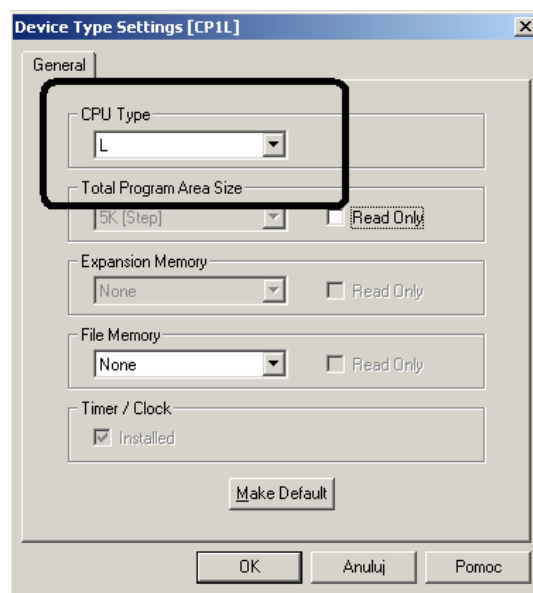 Device Type Settings [CP1L]
General
CPU Type
L
Total Program Area Size
5K [Step]
Read Only
Expansion Memory
None
Read Only
File Memory
None
Read Only
Timer / Clock
Installed
Make Default
OK
Anuluj
Pomoc